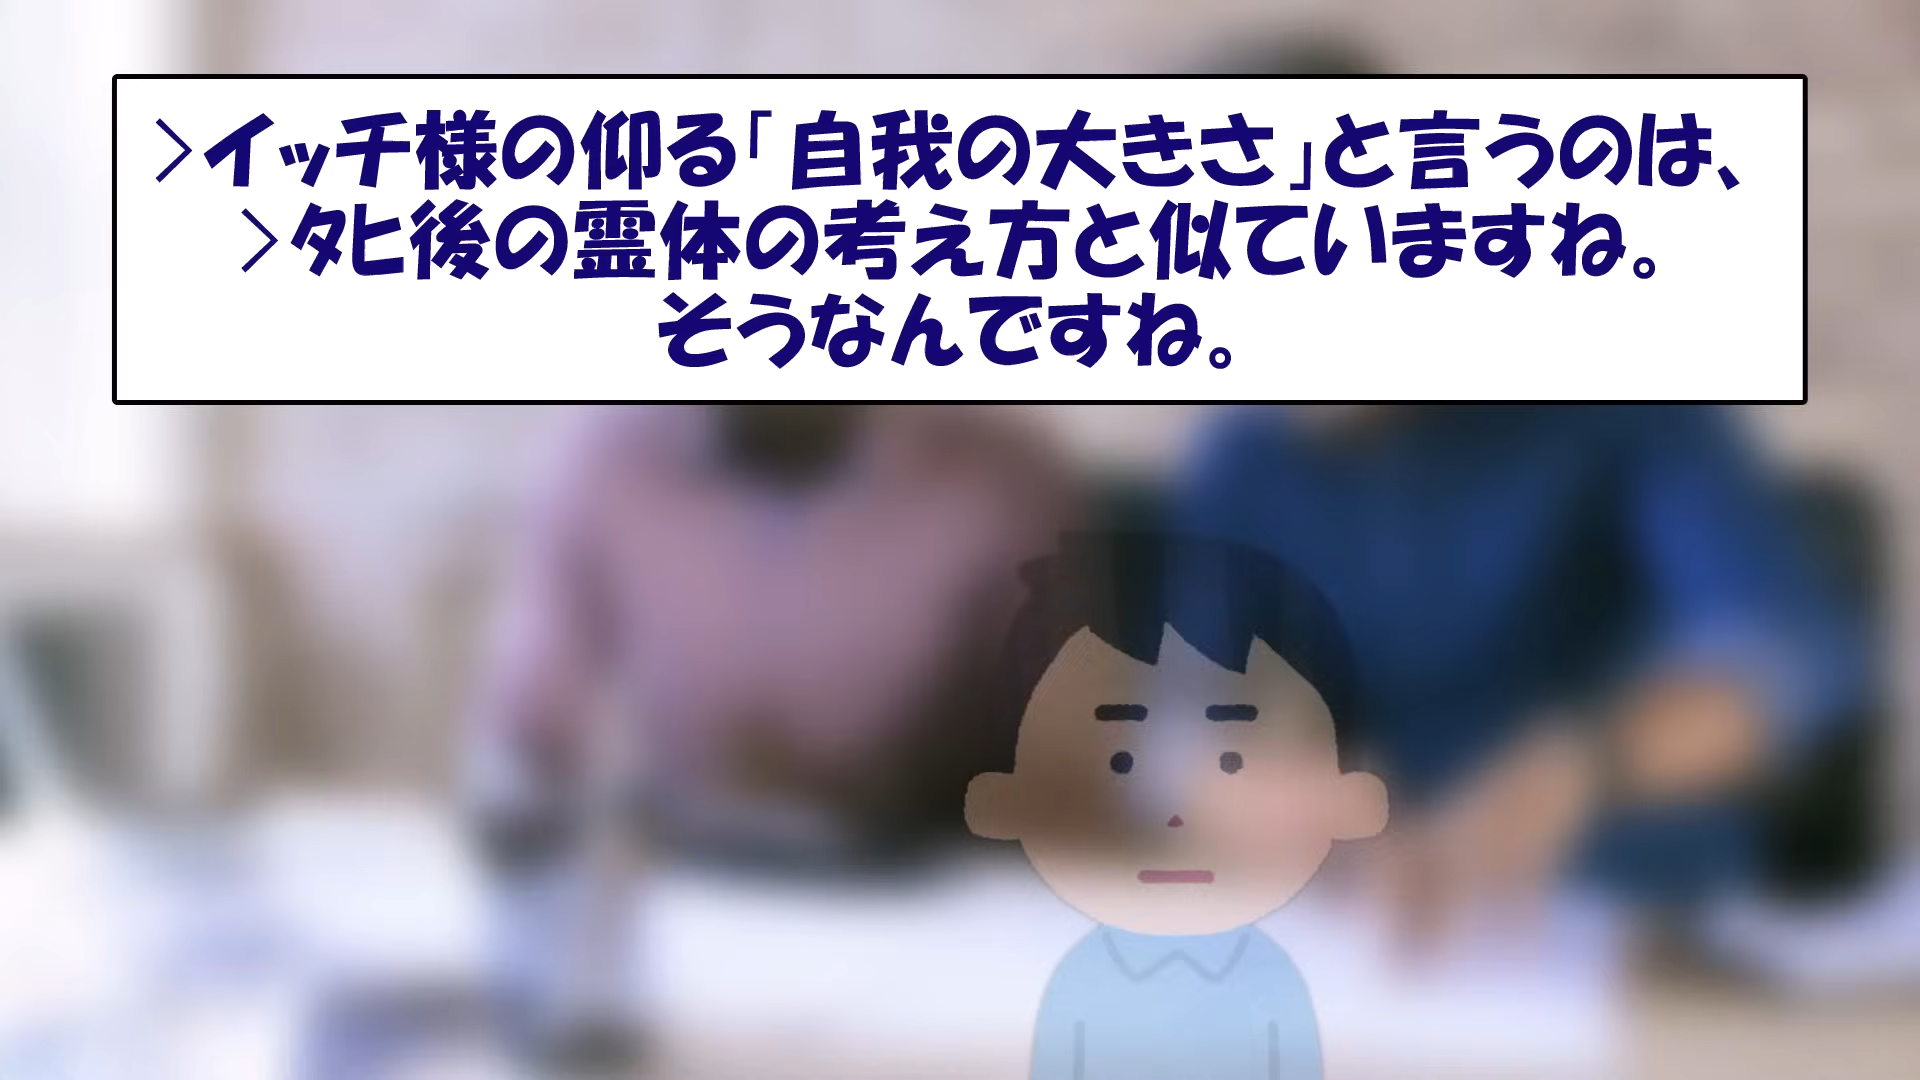 >イッチ様の仰る「自我の大きさ」と言うのは、
>タヒ後の霊体の考え方と似ていますね。
そうなんですね。